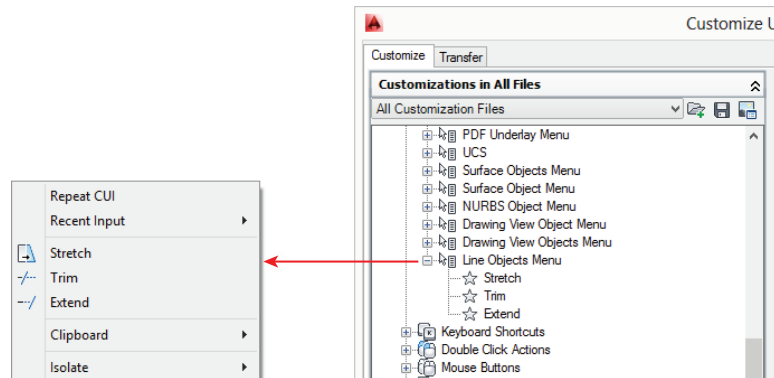 Customize U
Customize
Transfer
Customizations in All Files
All Customization Files
PDF Underlay Menu
UCS
Surface Objects Menu
Surface Object Menu
NURBS Object Menu
Drawing View Object Menu
Drawing View Objects Menu
Line Objects Menu
Stretch
Trim
Extend
Keyboard Shortcuts
Double Click Actions
Mouse Buttons
Repeat CUI
Recent Input
Stretch
Trim
Extend
Clipboard
Isolate